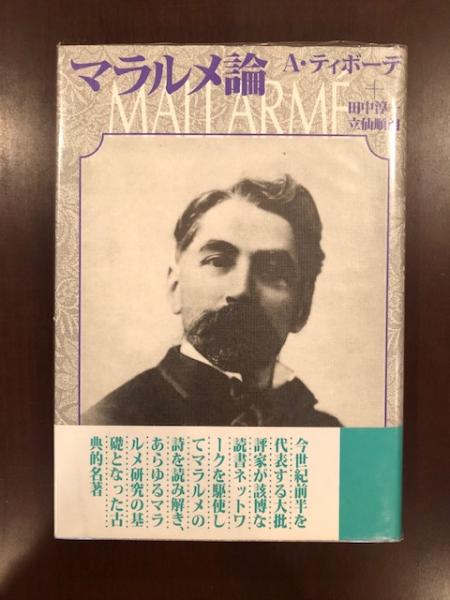 マラルメ論
A・ティボーデ
MALLARMÉ
田中淳一
立仙順朗
今世紀前半を
代表する大批
評家が該博な
読書ネットワ
ークを駆使し
てマラルメの
詩を読み解き、
あらゆるマラ
ルメ研究の基
礎となった古
典的名著